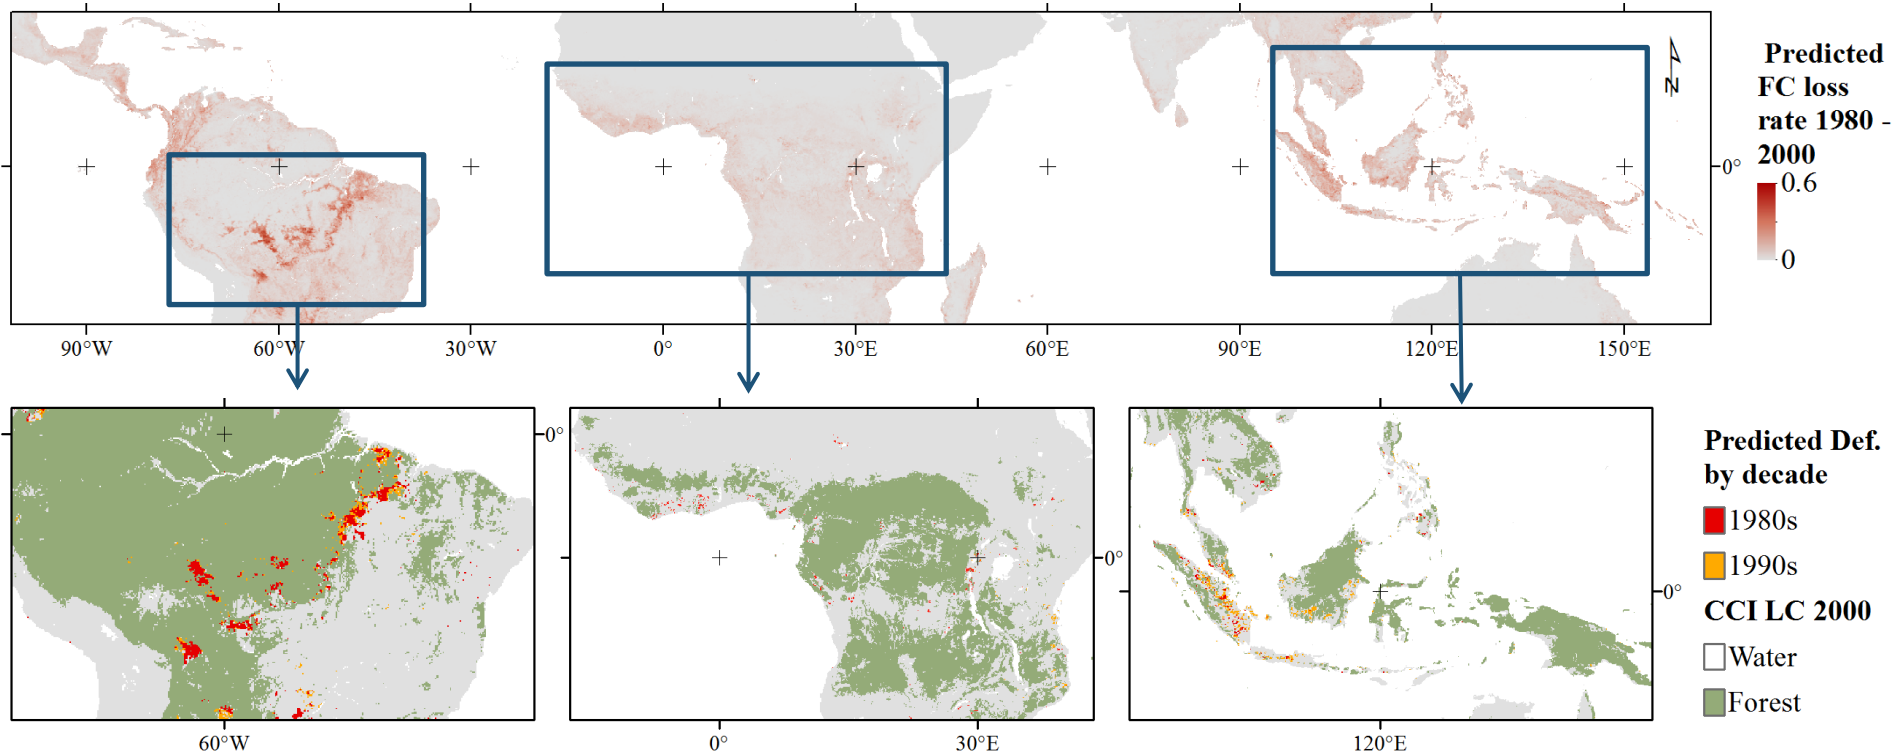 N
Predicted
FC loss
rate 1980 -
2000
0.6
0
0°
90°W
60°W
30°W
0°
30°E
60°E
90°E
120°E
150°E
0°
0°
0°
Predicted Def.
by decade
1980s
1990s
CCI LC 2000
Water
Forest
60°W
0°
30°E
120°E